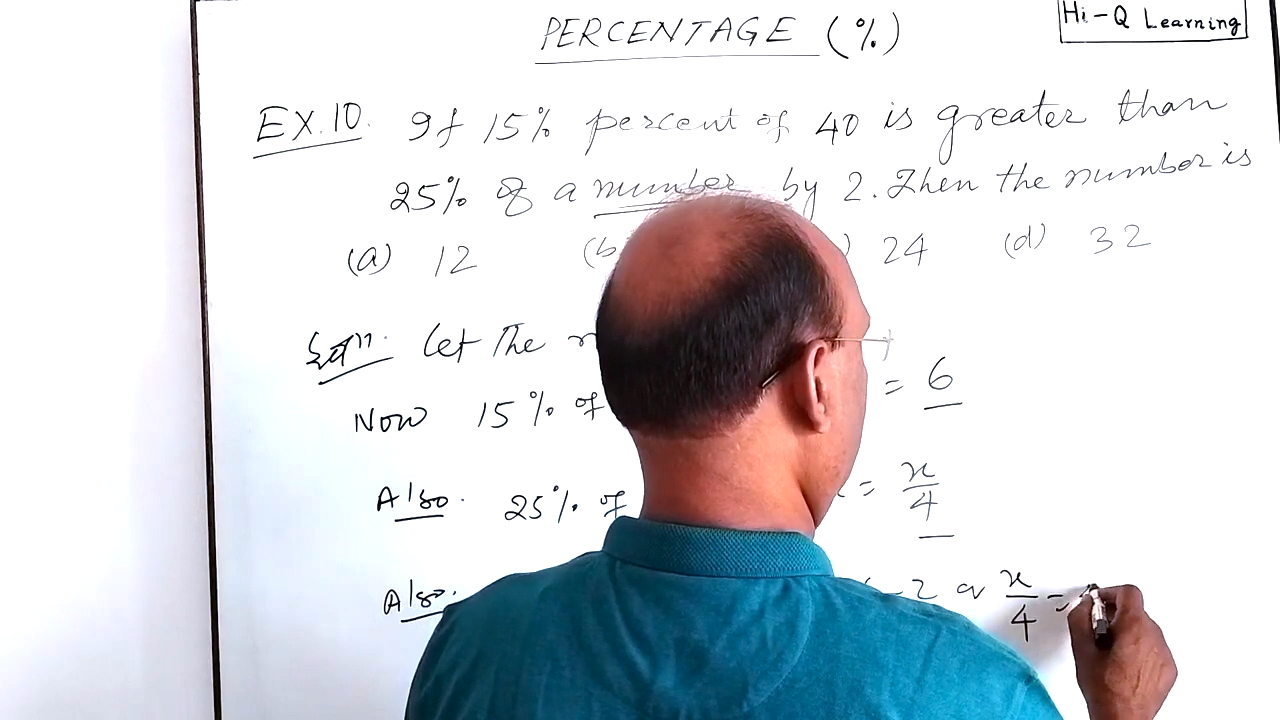 PERCENTAGE (%)
Hi-Q Learning
EX.10. If 15% percent of 40 is greater than
25% of a number by 2. Then the number is
(a) 12 (b 24 (d) 32
Sol<sup>n</sup>. Let the
Now 15% of = 6
Also. 25% of = x/4
Also. -2 or x/4 =